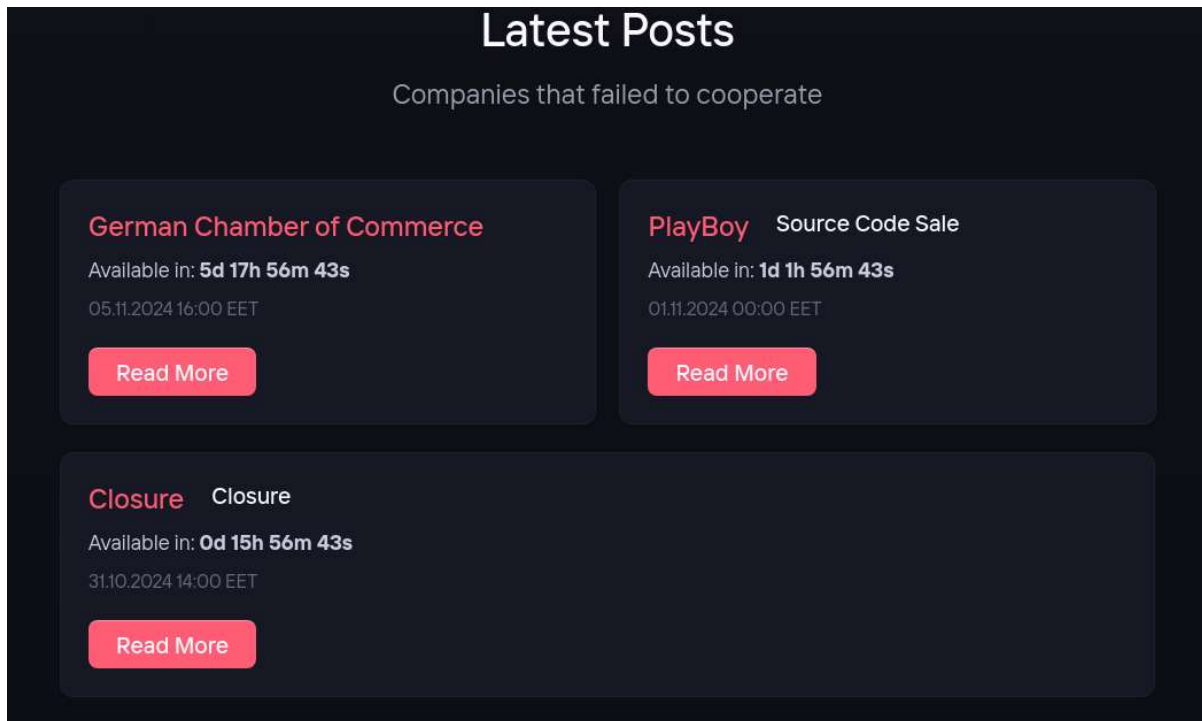 Latest Posts
Companies that failed to cooperate
German Chamber of Commerce
Available in: 5d 17h 56m 43s
05.11.2024 16:00 EET
Read More
PlayBoy Source Code Sale
Available in: 1d 1h 56m 43s
01.11.2024 00:00 EET
Read More
Closure Closure
Available in: 0d 15h 56m 43s
31.10.2024 14:00 EET
Read More